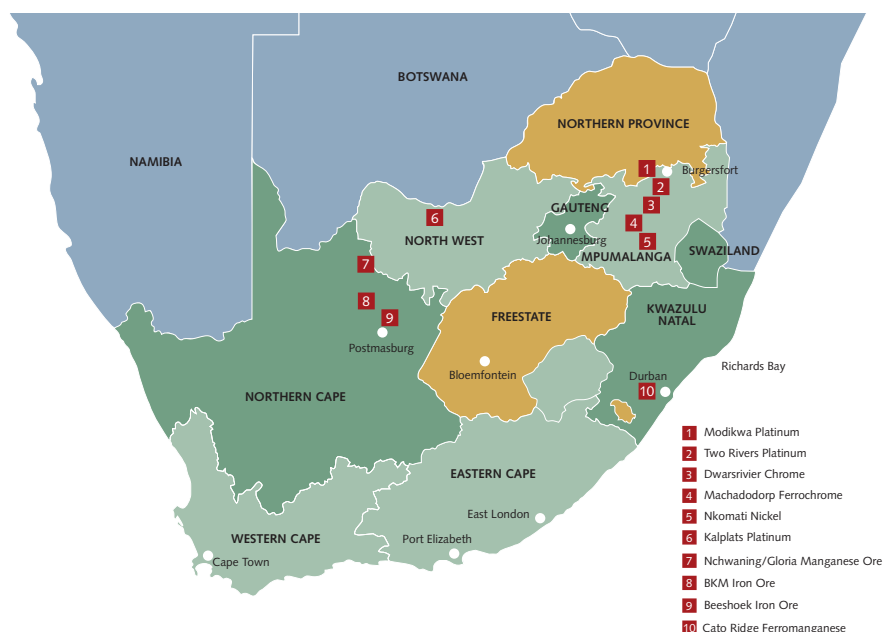 BOTSWANA
NORTHERN PROVINCE
NAMIBIA
1
Burgersfort
2
3
GAUTENG
6
4
Johannesburg
NORTH WEST
5
SWAZILAND
MPUMALANGA
7
8
9
FREESTATE
KWAZULU
NATAL
Postmasburg
Richards Bay
Bloemfontein
Durban
10
NORTHERN CAPE
EASTERN CAPE
East London
WESTERN CAPE
Port Elizabeth
Cape Town
1 Modikwa Platinum
2 Two Rivers Platinum
3 Dwarsrivier Chrome
4 Machadodorp Ferrochrome
5 Nkomati Nickel
6 Kalplats Platinum
7 Nchwaning/Gloria Manganese Ore
8 BKM Iron Ore
9 Beeshoek Iron Ore
10 Cato Ridge Ferromanganese